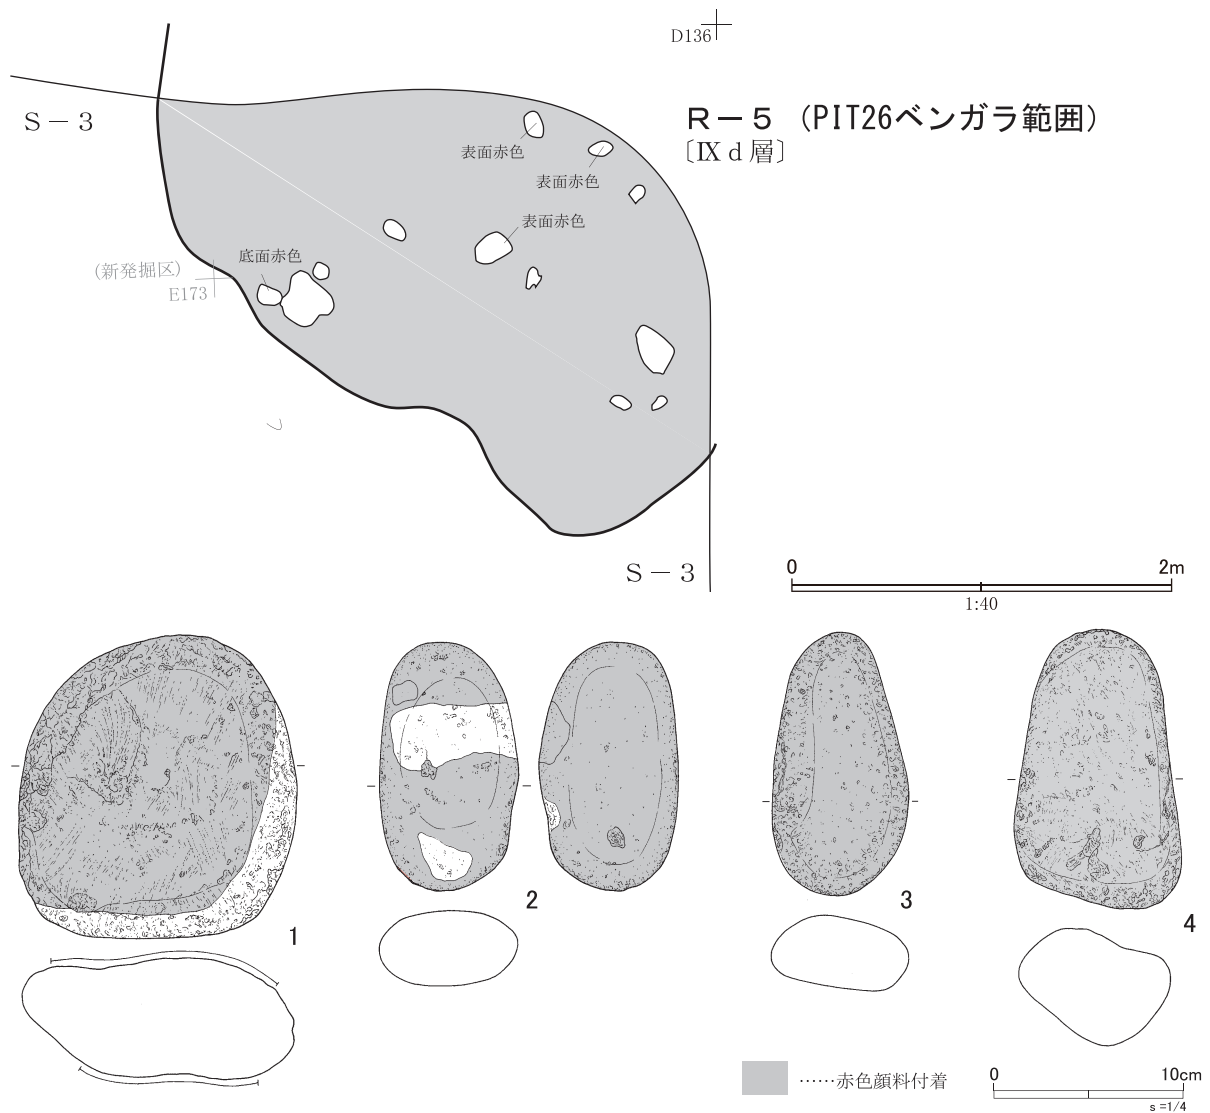 D136
S－3
R－5（PIT26ベンガラ範囲）
〔Ⅸｄ層〕
表面赤色
表面赤色
表面赤色
底面赤色
（新発掘区）
E173
S－3
0 2m
1:40
1
2
3
4
……赤色顔料付着
0 10cm
s=1/4